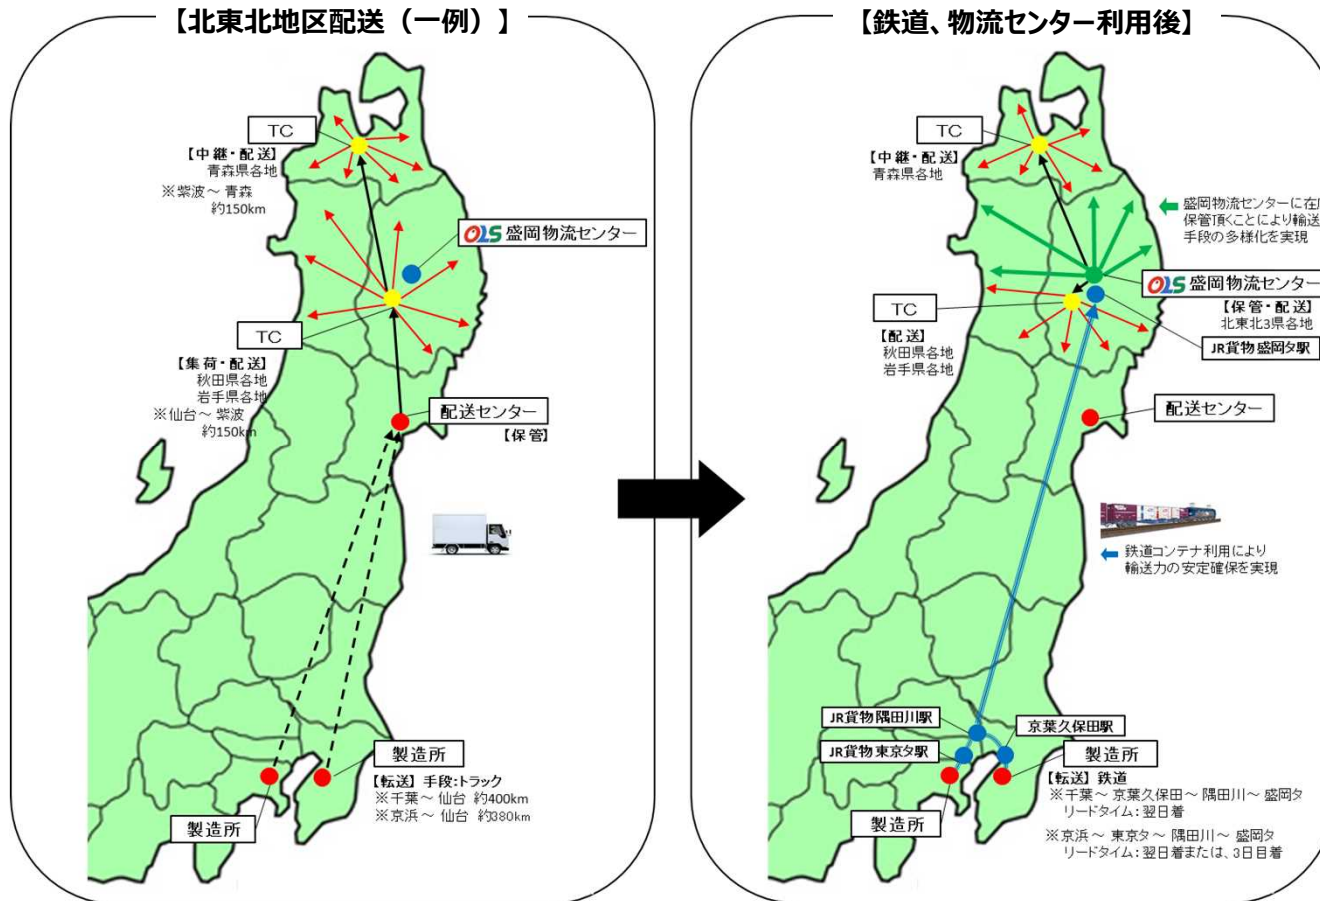 【北東北地区配送（一例）】
TC
【中継・配送】
青森県各地
※紫波～青森
約150km
OLS 盛岡物流センター
TC
【集荷・配送】
秋田県各地
岩手県各地
※仙台～紫波
約150km
配送センター
【保管】
製造所
【転送】手段:トラック
※千葉～仙台 約400km
※京浜～仙台 約380km
製造所
【鉄道、物流センター利用後】
TC
【中継・配送】
青森県各地
盛岡物流センターに在
保管頂くことにより輸送
手段の多様化を実現
OLS 盛岡物流センター
【保管・配送】
北東北3県各地
TC
【配送】
秋田県各地
岩手県各地
JR貨物 盛岡タ駅
配送センター
鉄道コンテナ利用により
輸送力の安定確保を実現
JR貨物 隅田川駅
京葉久保田駅
JR貨物 東京タ駅
製造所
【転送】鉄道
※千葉～京葉久保田～隅田川～盛岡タ
リードタイム:翌日着
製造所
※京浜～東京タ～隅田川～盛岡タ
リードタイム:翌日着または、3日目着